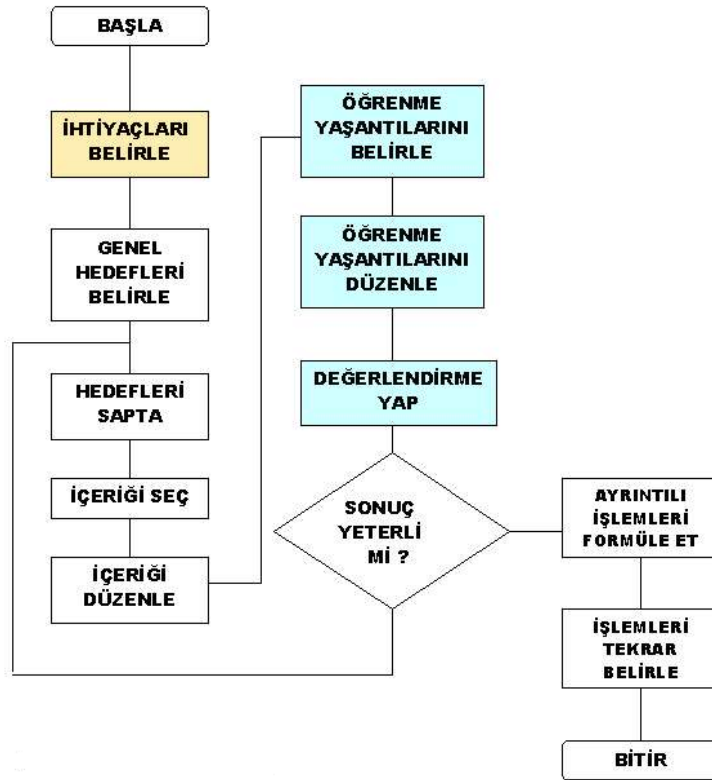 BAŞLA
İHTİYAÇLARI
BELİRLE
GENEL
HEDEFLERİ
BELİRLE
HEDEFLERİ
SAPTA
İÇERİĞİ SEÇ
İÇERİĞİ
DÜZENLE
ÖĞRENME
YAŞANTILARINI
BELİRLE
ÖĞRENME
YAŞANTILARINI
DÜZENLE
DEĞERLENDİRME
YAP
SONUÇ
YETERLİ
Mİ ?
AYRINTILI
İŞLEMLERİ
FORMÜLE ET
İŞLEMLERİ
TEKRAR
BELİRLE
BİTİR